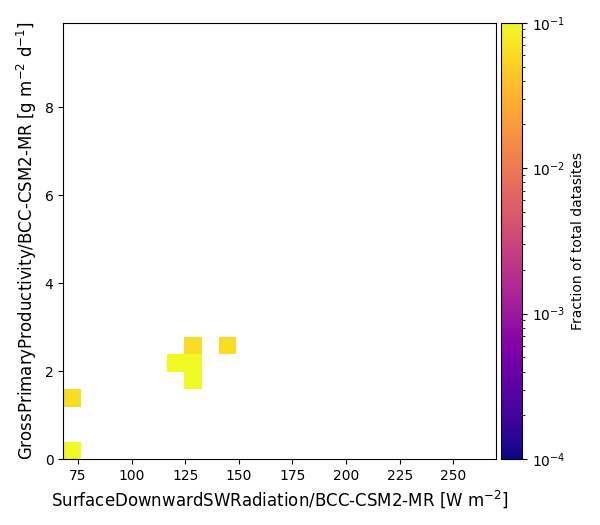 GrossPrimaryProductivity/BCC-CSM2-MR [g m⁻² d⁻¹]
8
6
4
2
0
75 100 125 150 175 200 225 250
SurfaceDownwardSWRadiation/BCC-CSM2-MR [W m⁻²]
10⁻¹
10⁻²
10⁻³
10⁻⁴
Fraction of total datasites